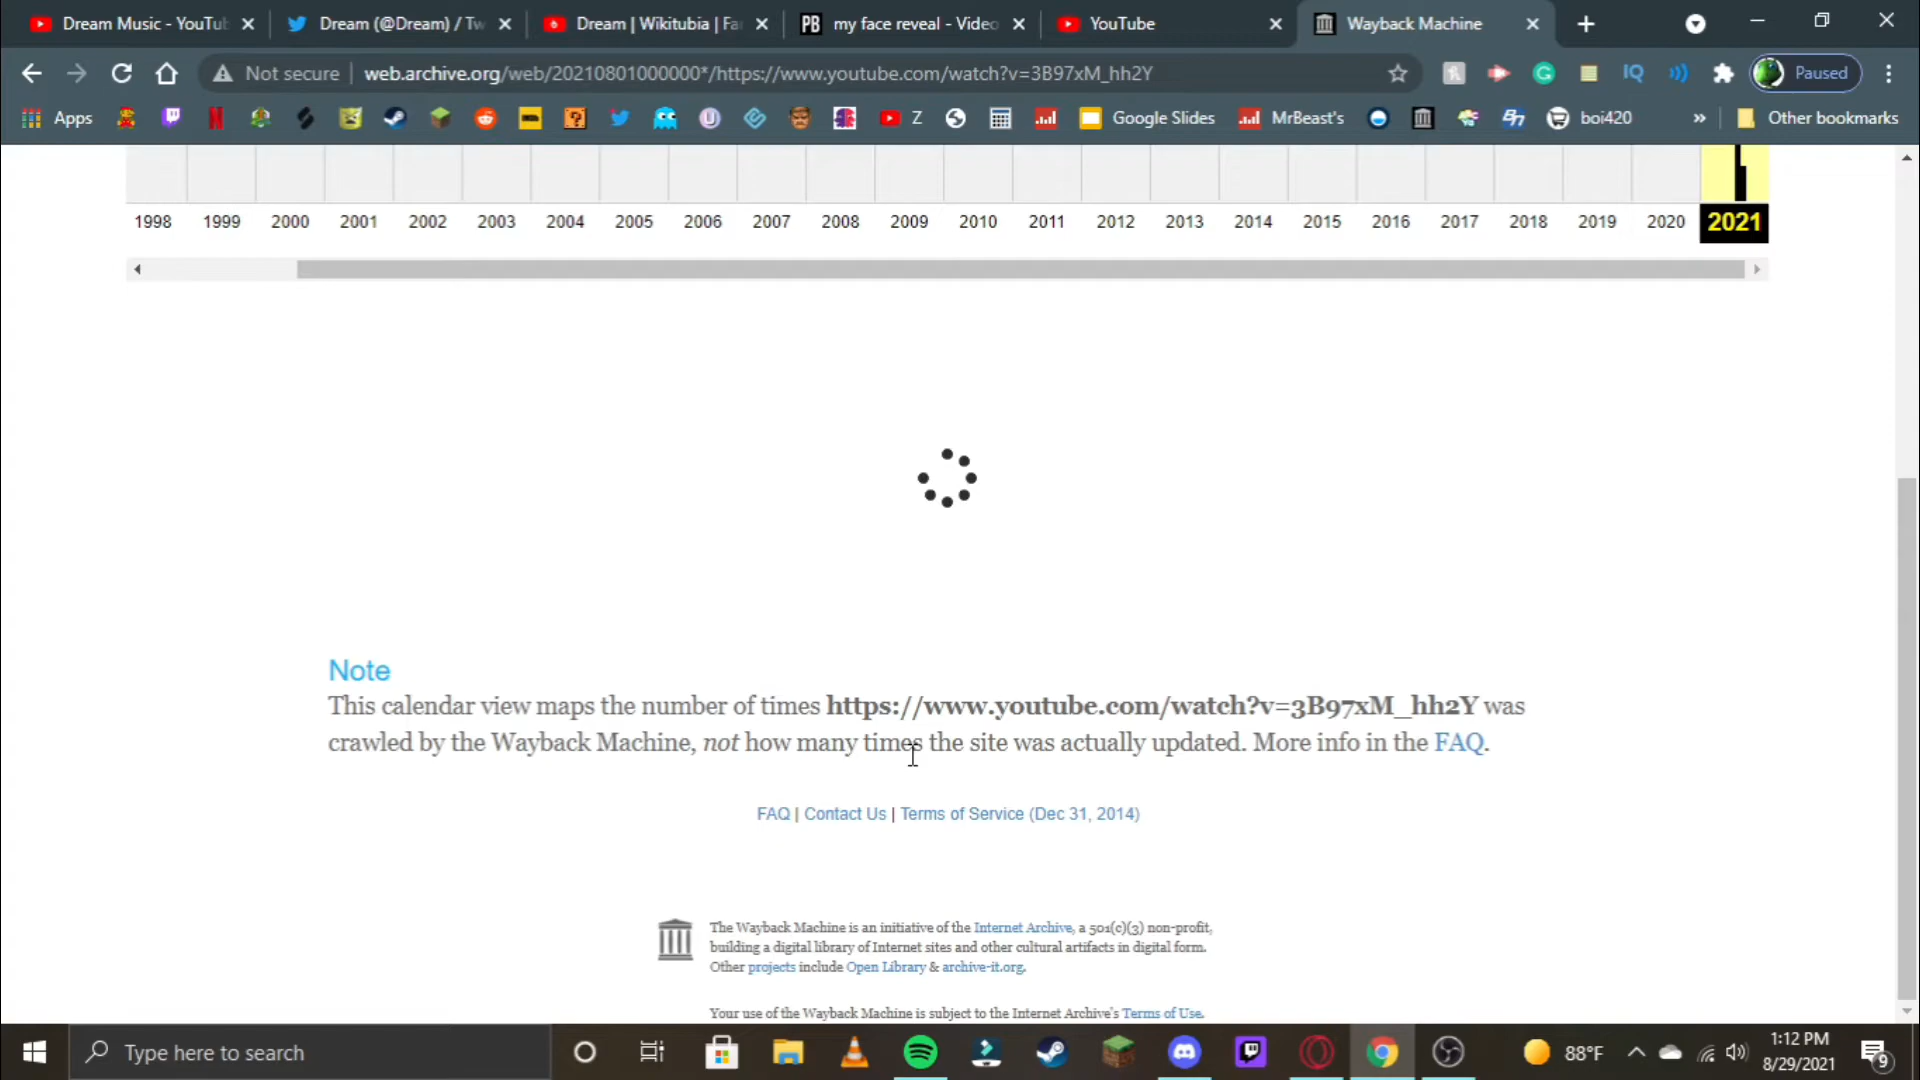 Dream Music - YouTub
Dream (@Dream) / Tw
Dream | Wikitubia | Fa
PB my face reveal - Video
YouTube
Wayback Machine
Not secure | web.archive.org/web/20210801000000*/https://www.youtube.com/watch?v=3B97xM_hh2Y
IQ
Paused
Apps
Z
Google Slides
MrBeast's
boi420
»
Other bookmarks
1998 1999 2000 2001 2002 2003 2004 2005 2006 2007 2008 2009 2010 2011 2012 2013 2014 2015 2016 2017 2018 2019 2020 2021
Note
This calendar view maps the number of times https://www.youtube.com/watch?v=3B97xM_hh2Y was
crawled by the Wayback Machine, not how many times the site was actually updated. More info in the FAQ.
FAQ | Contact Us | Terms of Service (Dec 31, 2014)
The Wayback Machine is an initiative of the Internet Archive, a 501(c)(3) non-profit,
building a digital library of Internet sites and other cultural artifacts in digital form.
Other projects include Open Library & archive-it.org.
Your use of the Wayback Machine is subject to the Internet Archive's Terms of Use.
Type here to search
88°F
1:12 PM
8/29/2021
9